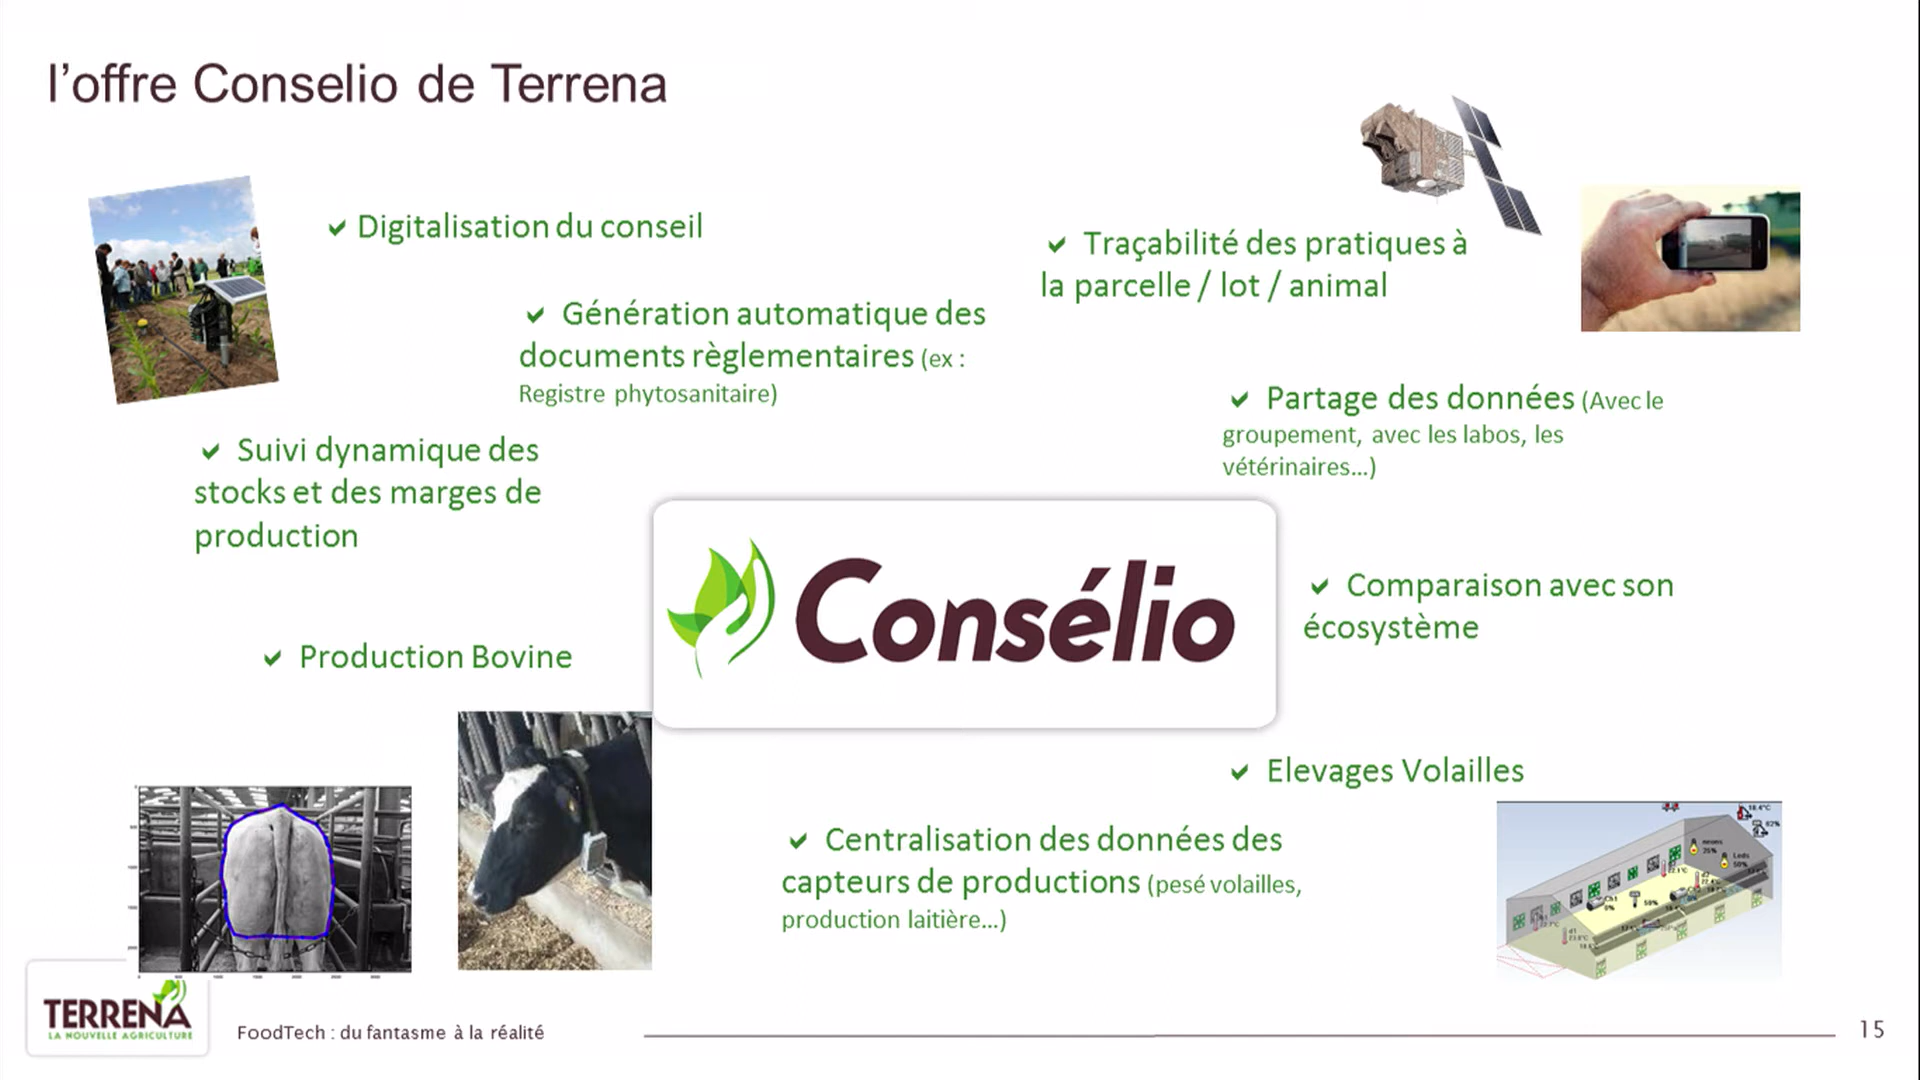 l'offre Conselio de Terrena
✓ Digitalisation du conseil
✓ Traçabilité des pratiques à
la parcelle / lot / animal
✓ Génération automatique des
documents règlementaires (ex :
Registre phytosanitaire)
✓ Partage des données (Avec le
groupement, avec les labos, les
vétérinaires...)
✓ Suivi dynamique des
stocks et des marges de
production
Consélio
✓ Comparaison avec son
écosystème
✓ Production Bovine
✓ Elevages Volailles
✓ Centralisation des données des
capteurs de productions (pesé volailles,
production laitière...)
TERRENA
LA NOUVELLE AGRICULTURE
FoodTech : du fantasme à la réalité
15